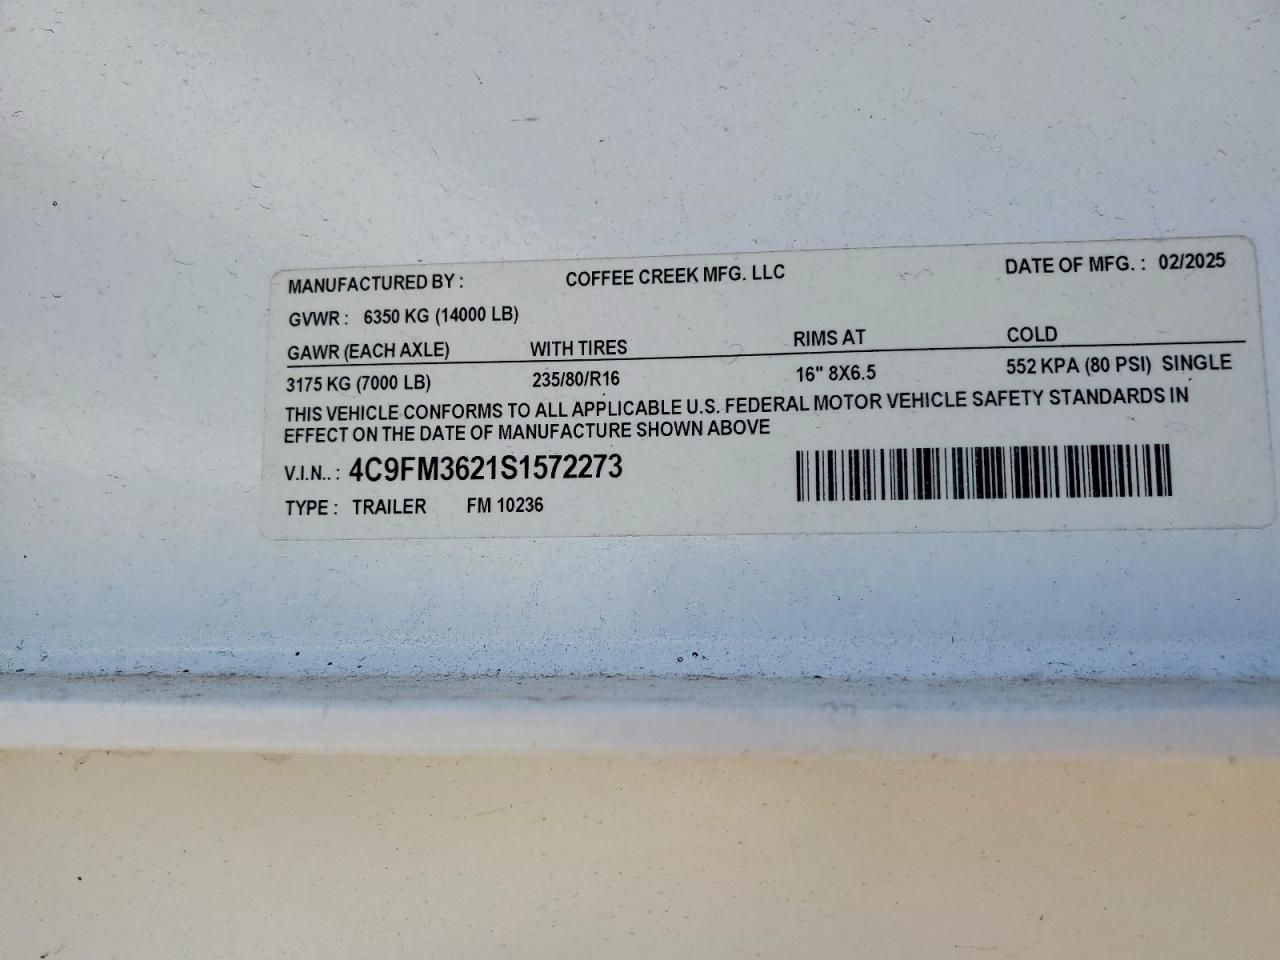 MANUFACTURED BY : COFFEE CREEK MFG. LLC DATE OF MFG. : 02/2025
GVWR : 6350 KG (14000 LB)
GAWR (EACH AXLE) WITH TIRES RIMS AT COLD
3175 KG (7000 LB) 235/80/R16 16" 8X6.5 552 KPA (80 PSI) SINGLE
THIS VEHICLE CONFORMS TO ALL APPLICABLE U.S. FEDERAL MOTOR VEHICLE SAFETY STANDARDS IN
EFFECT ON THE DATE OF MANUFACTURE SHOWN ABOVE
V.I.N.. : 4C9FM3621S1572273
TYPE : TRAILER FM 10236